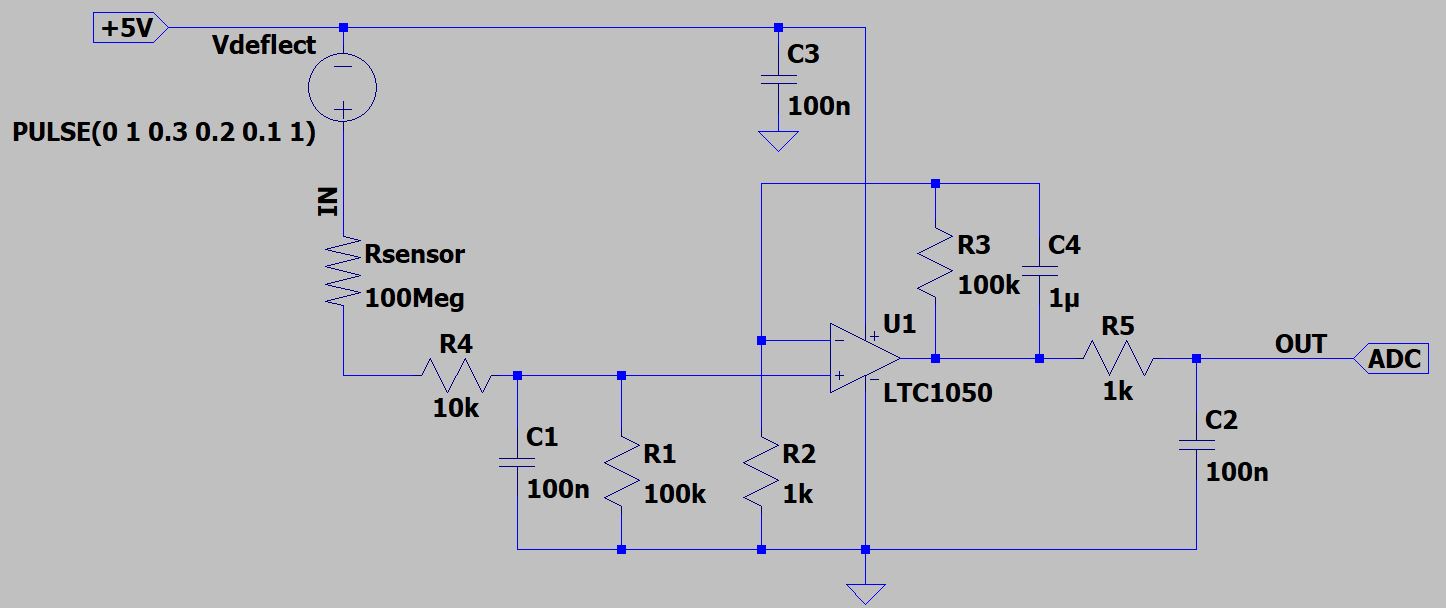 +5V
Vdeflect
PULSE(0 1 0.3 0.2 0.1 1)
IN
Rsensor
100Meg
R4
10k
C1
100n
R1
100k
R2
1k
C3
100n
U1
LTC1050
R3
100k
C4
1µ
R5
1k
OUT
ADC
C2
100n